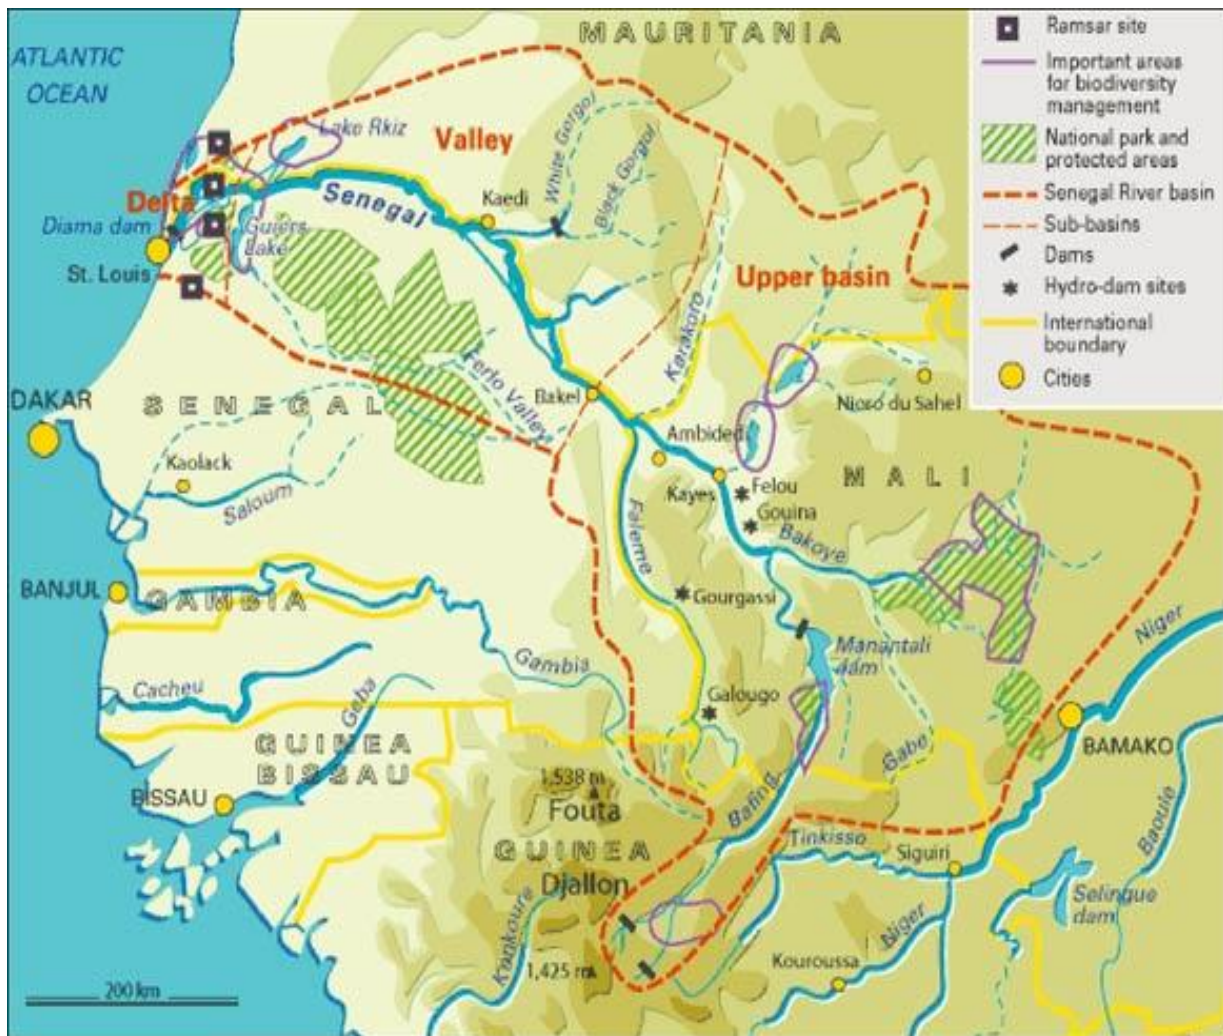 MAURITANIA
ATLANTIC
OCEAN
Ramsar site
Important areas
for biodiversity
management
National park and
protected areas
Senegal River basin
Sub-basins
Dams
Hydro-dam sites
International
boundary
Cities
Lake Rkiz
Valley
White Gorgol
Black Gorgol
Delta
Senegal
Kaedi
Diama dam
Guiers
Lake
St. Louis
Upper basin
Karakoro
Ferlo Valley
Bakel
Nioro du Sahel
DAKAR
SENEGAL
Ambided
Kaolack
Saloum
Kayes
Felou
Gouina
MALI
Bakoye
Faleme
BANJUL
GAMBIA
Gourgassi
Niger
Manantali
dam
Gambia
Cacheu
Geba
Galougo
GUINEA
BISSAU
BAMAKO
Gabe
BISSAU
1,538 m
Fouta
Bafing
Baoule
GUINEA
Tinkisso
Siguiri
Djallon
Selingue
dam
Konkoure
Niger
1,425 m
Kouroussa
200 km